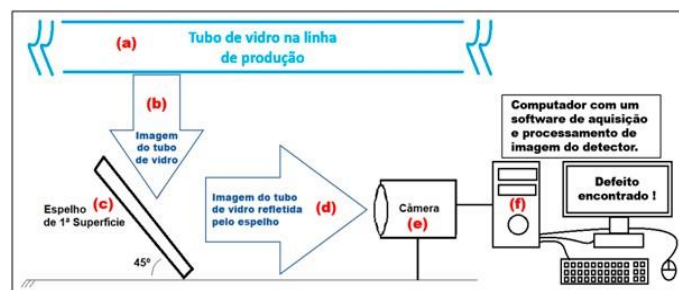 (a)
Tubo de vidro na linha
de produção
(b)
Imagem
do tubo
de vidro
(c)
Espelho
de 1ª Superfície
45º
Imagem do tubo
de vidro refletida
pelo espelho
(d)
Câmera
(e)
Computador com um
software de aquisição
e processamento de
imagem do detector.
(f)
Defeito
encontrado !